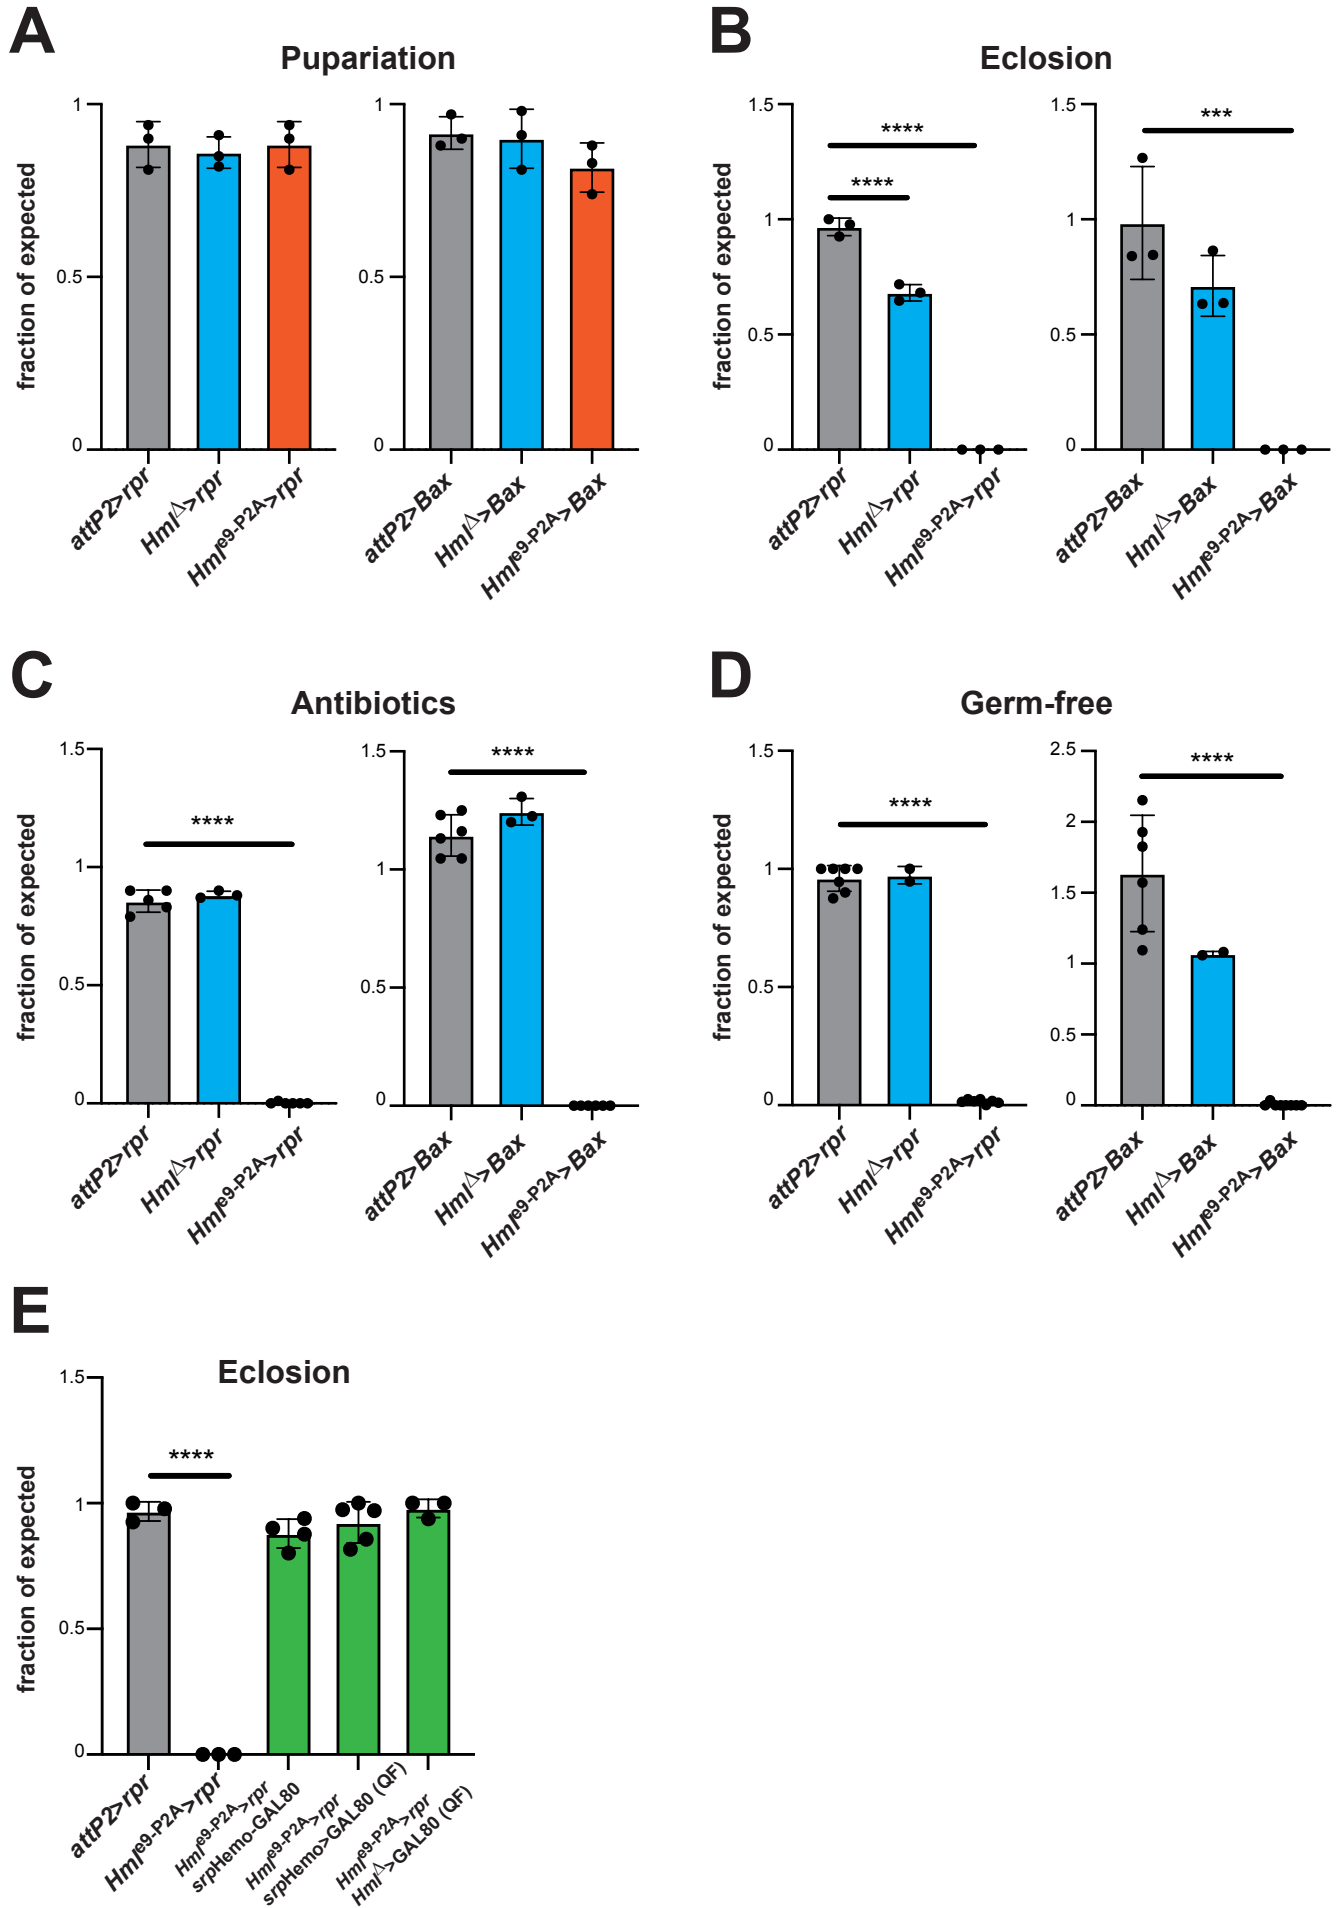 A
Pupariation
fraction of expected
1
0.5
0
attP2>rpr
HmlΔ>rpr
Hmle9-P2A>rpr
1
0.5
0
attP2>Bax
HmlΔ>Bax
Hmle9-P2A>Bax
B
Eclosion
fraction of expected
1.5
1
0.5
0
****
****
attP2>rpr
HmlΔ>rpr
Hmle9-P2A>rpr
1.5
1
0.5
0
***
attP2>Bax
HmlΔ>Bax
Hmle9-P2A>Bax
C
Antibiotics
fraction of expected
1.5
1
0.5
0
****
attP2>rpr
HmlΔ>rpr
Hmle9-P2A>rpr
1.5
1
0.5
0
****
attP2>Bax
HmlΔ>Bax
Hmle9-P2A>Bax
D
Germ-free
fraction of expected
1.5
1
0.5
0
****
attP2>rpr
HmlΔ>rpr
Hmle9-P2A>rpr
2.5
2
1.5
1
0.5
0
****
attP2>Bax
HmlΔ>Bax
Hmle9-P2A>Bax
E
Eclosion
fraction of expected
1.5
1
0.5
0
****
attP2>rpr
Hmle9-P2A>rpr
Hmle9-P2A>rpr
srpHemo-GAL80
Hmle9-P2A>rpr
srpHemo>GAL80 (QF)
Hmle9-P2A>rpr
HmlΔ>GAL80 (QF)